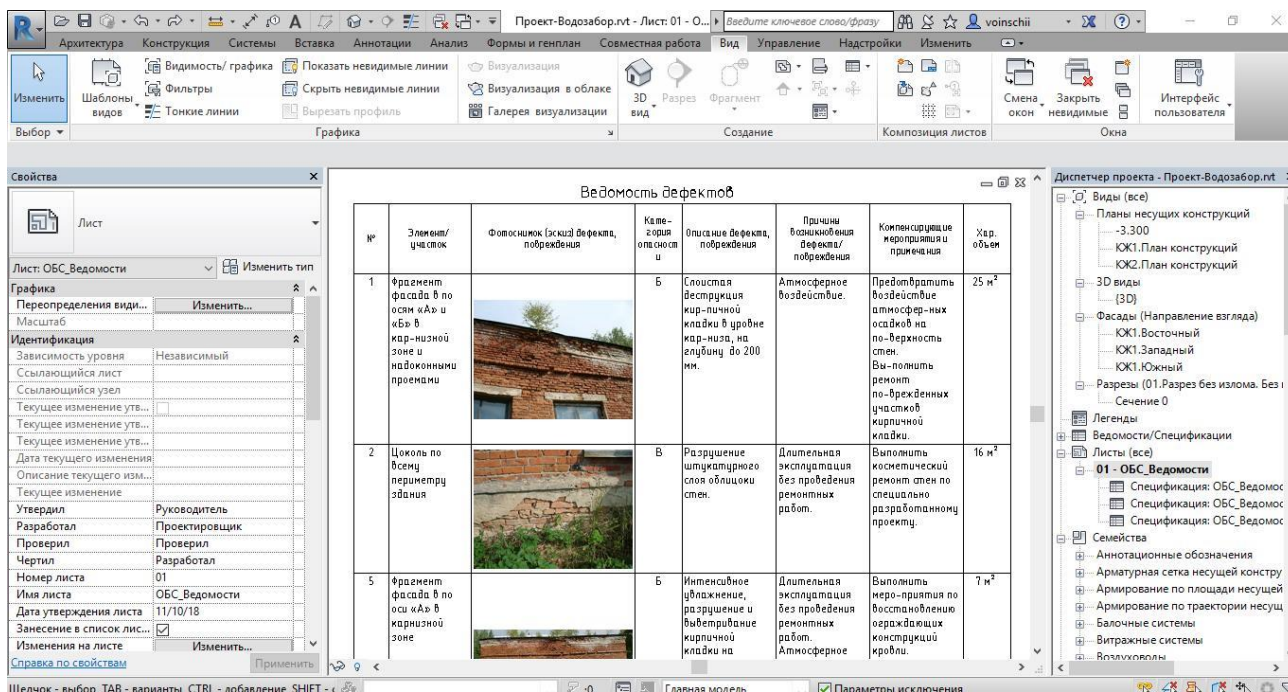 Проект-Водозабор.rvt - Лист: 01 - О...
Введите ключевое слово/фразу
voinschii
Архитектура Конструкция Системы Вставка Аннотации Анализ Формы и генплан Совместная работа Вид Управление Надстройки Изменить
Изменить
Выбор
Шаблоны видов
Видимость/ графика
Фильтры
Тонкие линии
Показать невидимые линии
Скрыть невидимые линии
Вырезать профиль
Визуализация
Визуализация в облаке
Галерея визуализации
Графика
3D вид
Разрез
Фрагмент
Создание
Композиция листов
Смена окон
Закрыть невидимые
Окна
Интерфейс пользователя
Свойства
Лист
Лист: ОБС_Ведомости
Изменить тип
Графика
Переопределения види... Изменить...
Масштаб
Идентификация
Зависимость уровня Независимый
Ссылающийся лист
Ссылающийся узел
Текущее изменение утв...
Текущее изменение утв...
Текущее изменение утв...
Дата текущего изменения
Описание текущего изм...
Текущее изменение
Утвердил Руководитель
Разработал Проектировщик
Проверил Проверил
Чертил Разработал
Номер листа 01
Имя листа ОБС_Ведомости
Дата утверждения листа 11/10/18
Занесение в список лис...
Изменения на листе Изменить...
Справка по свойствам
Применить
Ведомость дефектов
№
Элемент/
участок
Фотоснимок (эскиз) дефекта,
повреждения
Кате-
гория
опасност
и
Описание дефекта,
повреждения
Причины
возникновения
дефекта/
повреждения
Компенсирующие
мероприятия и
примечания
Хар.
объем
1
Фрагмент
фасада в по
осям «А» и
«Б» в
кар-низной
зоне и
надоконными
проемами
Б
Слоистая
деструкция
кир-пичной
кладки в уровне
кар-низа, на
глубину до 200
мм.
Атмосферное
воздействие.
Предотвратить
воздействие
атмосфер-ных
осадков на
по-верхность
стен.
Вы-полнить
ремонт
по-врежденных
участков
кирпичной
кладки.
25 м²
2
Цоколь по
всему
периметру
здания
В
Разрушение
штукатурного
слоя облицоки
стен.
Длительная
эксплуатация
без проведения
ремонтных
работ.
Выполнить
косметический
ремонт стен по
специально
разработанному
проекту.
16 м²
5
Фрагмент
фасада в по
оси «А» в
карнизной
зоне
Б
Интенсивное
увлажнение,
разрушение и
выветривание
кирпичной
кладки на
Длительная
эксплуатация
без проведения
ремонтных
работ.
Атмосферное
Выполнить
меро-приятия по
восстановлению
ограждающих
конструкций
кровли.
7 м²
Диспетчер проекта - Проект-Водозабор.rvt
Виды (все)
Планы несущих конструкций
-3.300
КЖ1.План конструкций
КЖ2.План конструкций
3D виды
{3D}
Фасады (Направление взгляда)
КЖ1.Восточный
КЖ1.Западный
КЖ1.Южный
Разрезы (01.Разрез без излома. Без
Сечение 0
Легенды
Ведомости/Спецификации
Листы (все)
01 - ОБС_Ведомости
Спецификация: ОБС_Ведомос
Спецификация: ОБС_Ведомос
Спецификация: ОБС_Ведомос
Семейства
Аннотационные обозначения
Арматурная сетка несущей констру
Армирование по площади несущей
Армирование по траектории несущ
Балочные системы
Витражные системы
Воздуховоды
Щелчок - выбор, TAB - варианты, CTRL - добавление, SHIFT -
:0
Главная модель
Параметры исключения